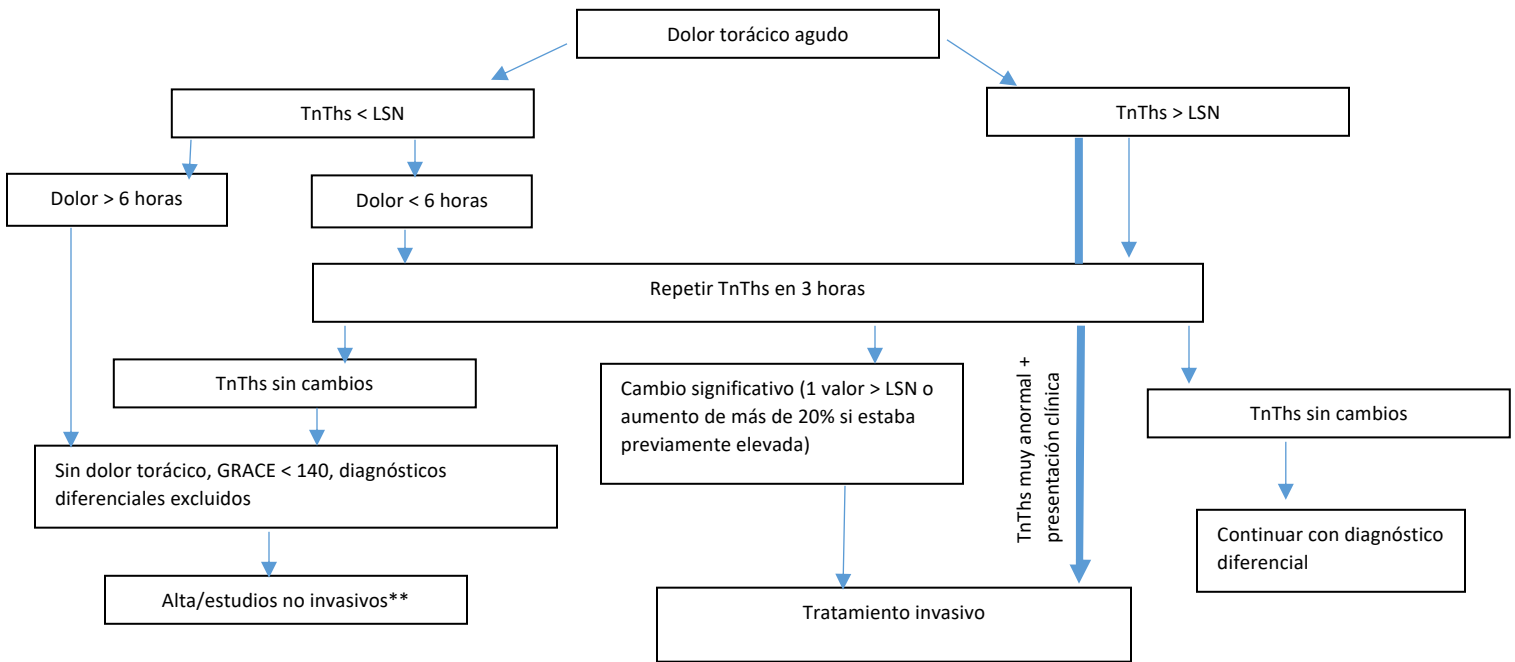 Dolor torácico agudo
TnThs < LSN
TnThs > LSN
Dolor > 6 horas
Dolor < 6 horas
Repetir TnThs en 3 horas
TnThs sin cambios
Cambio significativo (1 valor > LSN o
aumento de más de 20% si estaba
previamente elevada)
TnThs muy anormal +
presentación clínica
TnThs sin cambios
Sin dolor torácico, GRACE < 140, diagnósticos
diferenciales excluidos
Continuar con diagnóstico
diferencial
Alta/estudios no invasivos**
Tratamiento invasivo